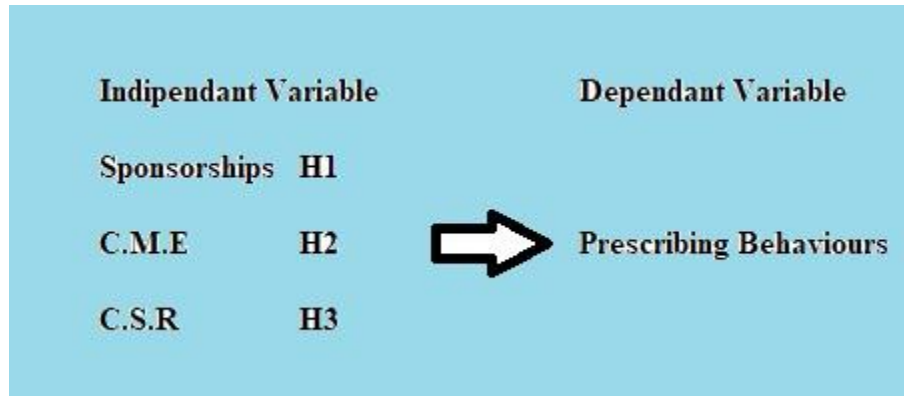 Indipendant Variable Dependant Variable
Sponsorships H1
C.M.E H2 Prescribing Behaviours
C.S.R H3